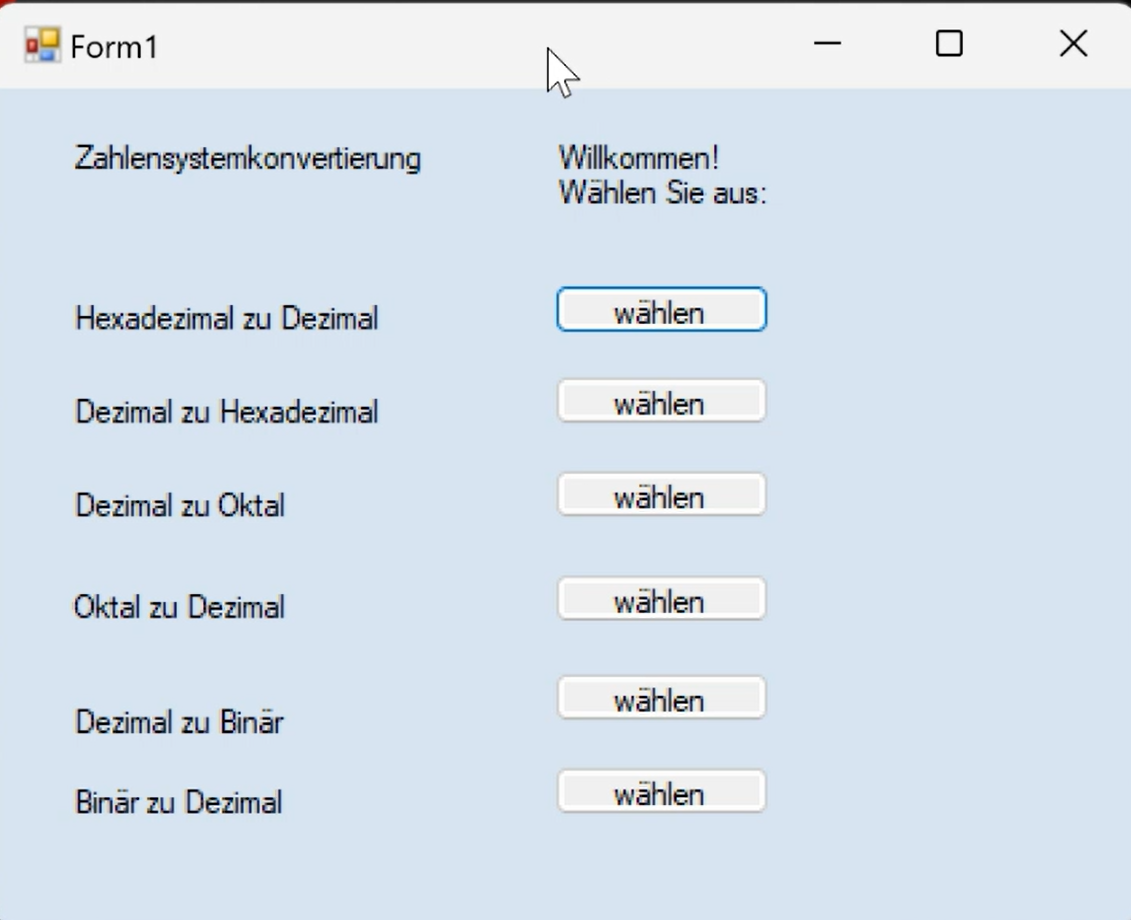 Form1
Zahlensystemkonvertierung
Willkommen!
Wählen Sie aus:
Hexadezimal zu Dezimal
wählen
Dezimal zu Hexadezimal
wählen
Dezimal zu Oktal
wählen
Oktal zu Dezimal
wählen
Dezimal zu Binär
wählen
Binär zu Dezimal
wählen